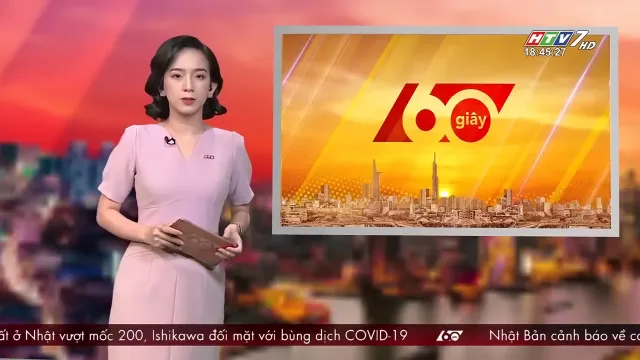 HTV7 HD
18:45:27
60 giây
ất ở Nhật vượt mốc 200, Ishikawa đối mặt với bùng dịch COVID-19 60 Nhật Bản cảnh báo về c